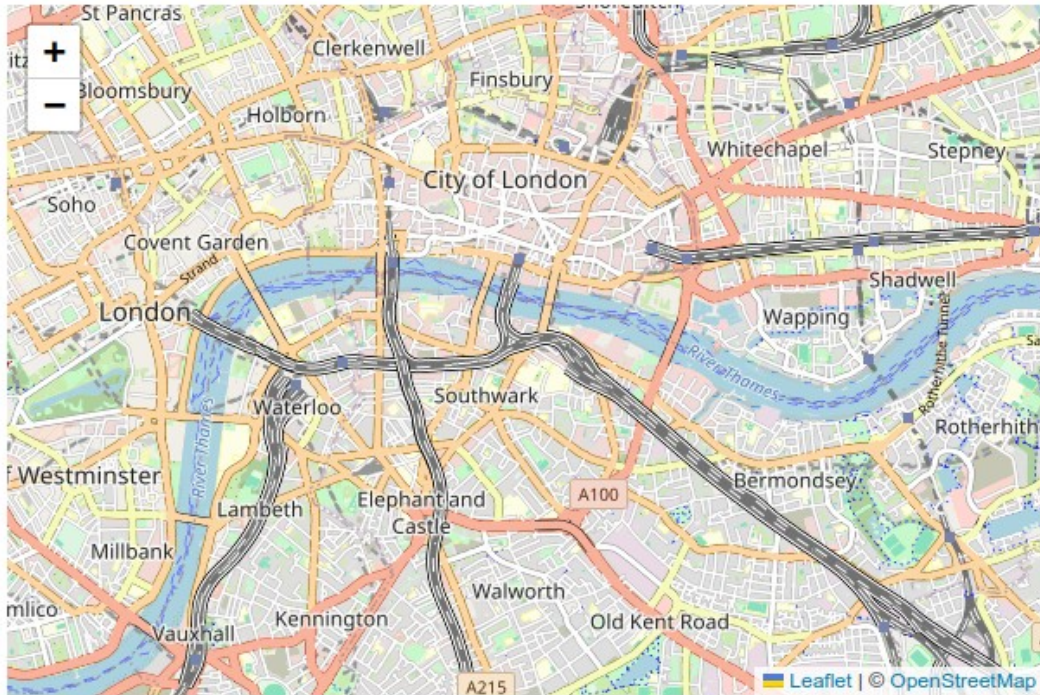 St Pancras
+
Clerkenwell
Finsbury
−
Bloomsbury
Holborn
Whitechapel
Stepney
City of London
Soho
Covent Garden
Strand
Shadwell
London
Wapping
River Thames
Rotherhithe Tunnel
Waterloo
Southwark
River Thames
Rotherhith
f Westminster
Bermondsey
A100
Elephant and
Castle
Lambeth
Millbank
Walworth
mlico
Kennington
Old Kent Road
Vauxhall
A215
Leaflet | © OpenStreetMap